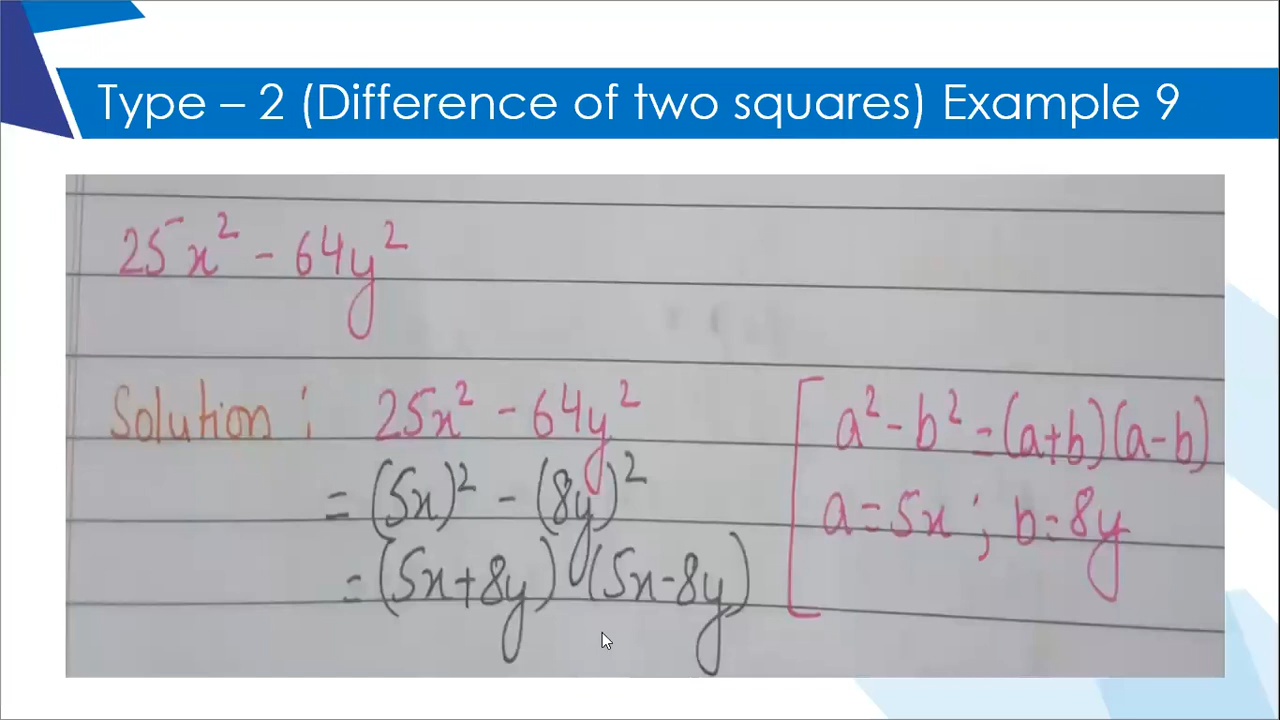 Type – 2 (Difference of two squares) Example 9
25x² - 64y²
Solution : 25x² - 64y²
= (5x)² - (8y)²
= (5x+8y) (5x-8y)
a² - b² = (a+b)(a-b)
a = 5x ; b = 8y